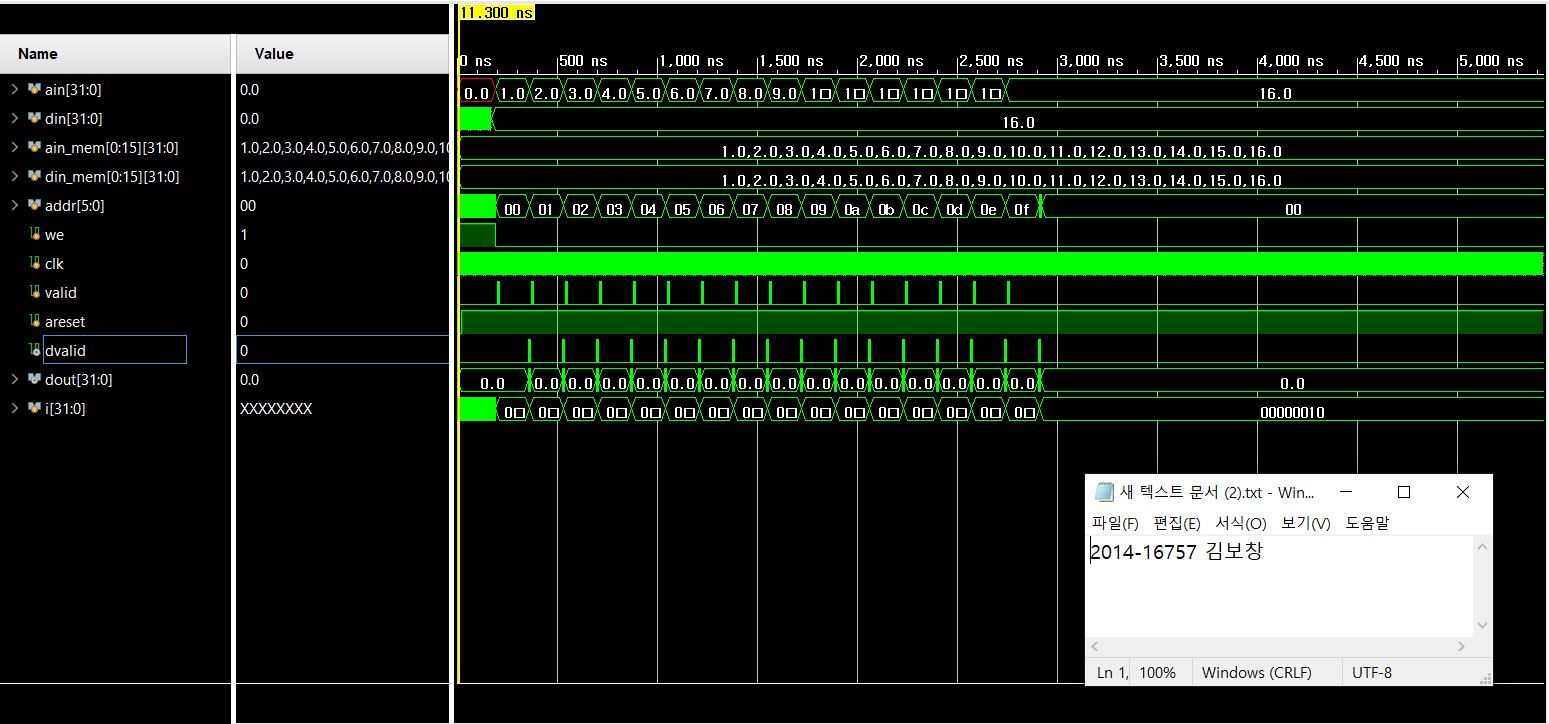 11.300 ns
Name Value
0 ns 500 ns 1,000 ns 1,500 ns 2,000 ns 2,500 ns 3,000 ns 3,500 ns 4,000 ns 4,500 ns 5,000 ns
ain[31:0] 0.0 0.0 1.0 2.0 3.0 4.0 5.0 6.0 7.0 8.0 9.0 1□ 1□ 1□ 1□ 1□ 1□ 16.0
din[31:0] 0.0 16.0
ain_mem[0:15][31:0] 1.0,2.0,3.0,4.0,5.0,6.0,7.0,8.0,9.0,10 1.0,2.0,3.0,4.0,5.0,6.0,7.0,8.0,9.0,10.0,11.0,12.0,13.0,14.0,15.0,16.0
din_mem[0:15][31:0] 1.0,2.0,3.0,4.0,5.0,6.0,7.0,8.0,9.0,10 1.0,2.0,3.0,4.0,5.0,6.0,7.0,8.0,9.0,10.0,11.0,12.0,13.0,14.0,15.0,16.0
addr[5:0] 00 00 01 02 03 04 05 06 07 08 09 0a 0b 0c 0d 0e 0f 00
we 1
clk 0
valid 0
areset 0
dvalid 0
dout[31:0] 0.0 0.0 0.0 0.0 0.0 0.0 0.0 0.0 0.0 0.0 0.0 0.0 0.0 0.0 0.0 0.0 0.0 0.0
i[31:0] XXXXXXXX 0□ 0□ 0□ 0□ 0□ 0□ 0□ 0□ 0□ 0□ 0□ 0□ 0□ 0□ 0□ 0□ 00000010
새 텍스트 문서 (2).txt - Win...
파일(F) 편집(E) 서식(O) 보기(V) 도움말
2014-16757 김보창
Ln 1, 100% Windows (CRLF) UTF-8